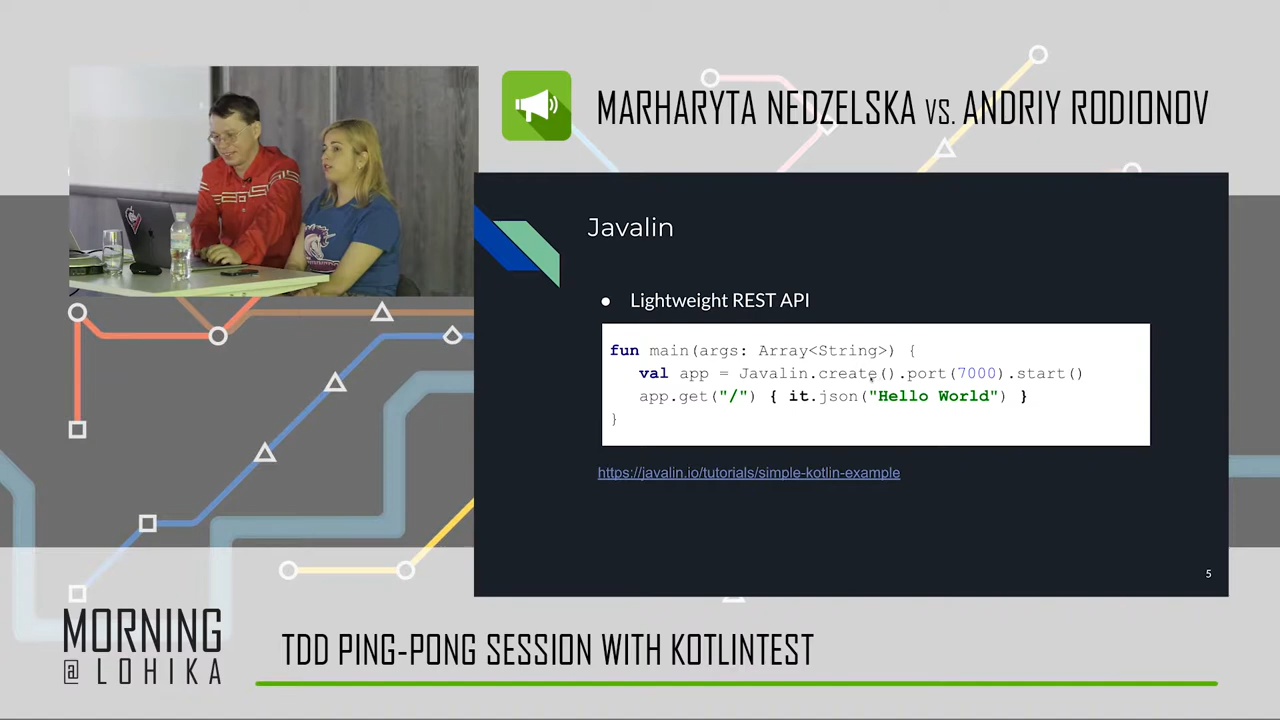 MARHARYTA NEDZELSKA VS. ANDRIY RODIONOV
Javalin
● Lightweight REST API
fun main(args: Array<String>) {
val app = Javalin.create().port(7000).start()
app.get("/") { it.json("Hello World") }
}
https://javalin.io/tutorials/simple-kotlin-example
5
MORNING
@ LOHIKA
TDD PING-PONG SESSION WITH KOTLINTEST